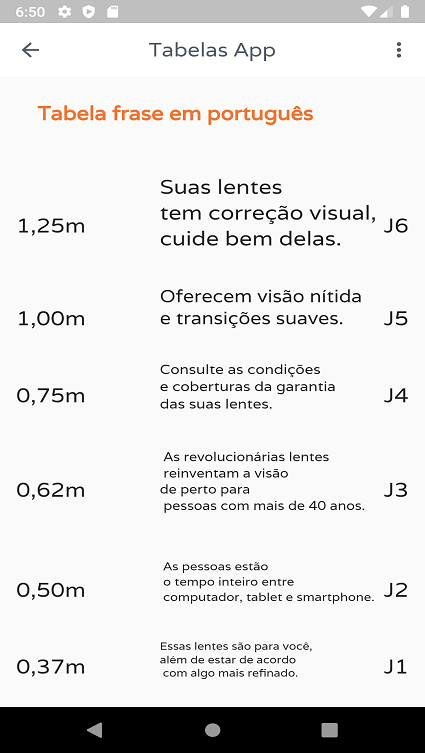 6:50
Tabelas App
Tabela frase em português
Suas lentes
tem correção visual,
cuide bem delas.
1,25m
J6
Oferecem visão nítida
e transições suaves.
1,00m
J5
Consulte as condições
e coberturas da garantia
das suas lentes.
0,75m
J4
As revolucionárias lentes
reinventam a visão
de perto para
pessoas com mais de 40 anos.
0,62m
J3
As pessoas estão
o tempo inteiro entre
computador, tablet e smartphone.
0,50m
J2
Essas lentes são para você,
além de estar de acordo
com algo mais refinado.
0,37m
J1